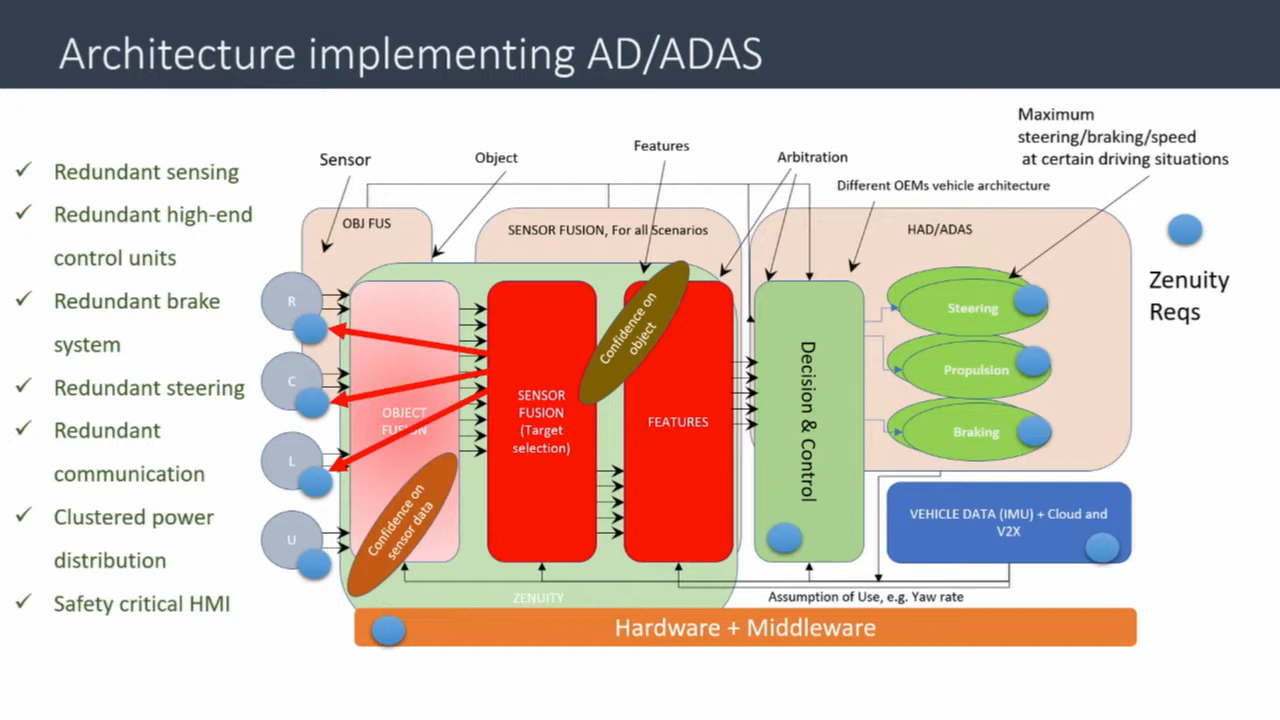 Architecture implementing AD/ADAS
Redundant sensing
Redundant high-end
control units
Redundant brake
system
Redundant steering
Redundant
communication
Clustered power
distribution
Safety critical HMI
Sensor
Object
Features
Arbitration
Maximum
steering/braking/speed
at certain driving situations
Different OEMs vehicle architecture
OBJ FUS
SENSOR FUSION, For all Scenarios
HAD/ADAS
Zenuity
Reqs
R
C
L
U
OBJECT
FUSION
Confidence on
sensor data
SENSOR
FUSION
(Target
selection)
Confidence on
object
FEATURES
Decision & Control
Steering
Propulsion
Braking
VEHICLE DATA (IMU) + Cloud and
V2X
ZENUITY
Assumption of Use, e.g. Yaw rate
Hardware + Middleware